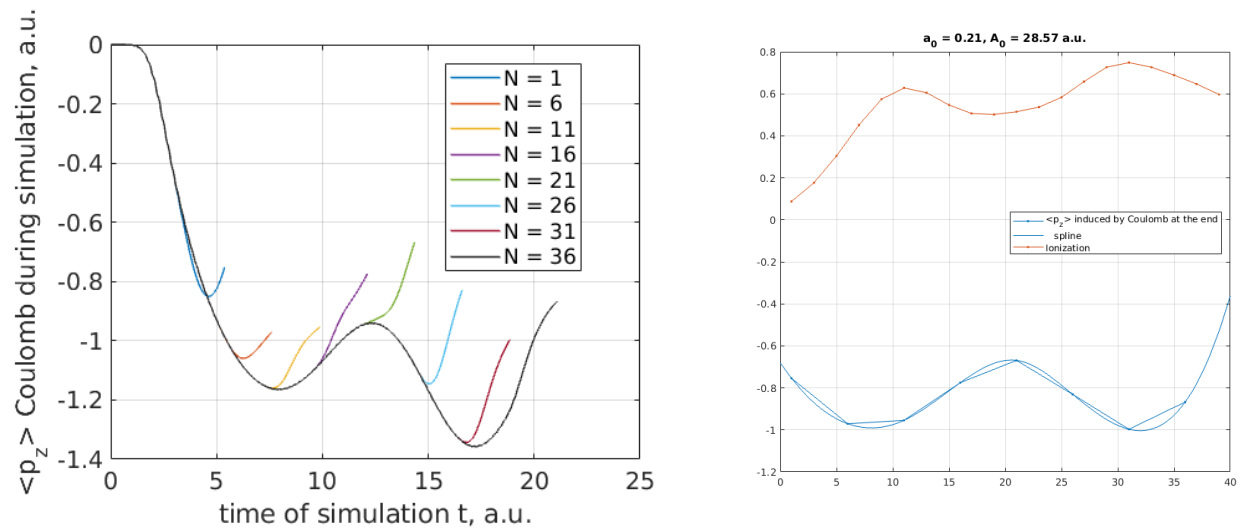 <p_z> Coulomb during simulation, a.u.
0
-0.2
-0.4
-0.6
-0.8
-1
-1.2
-1.4
0 5 10 15 20 25
time of simulation t, a.u.
N = 1
N = 6
N = 11
N = 16
N = 21
N = 26
N = 31
N = 36
a_0 = 0.21, A_0 = 28.57 a.u.
0.8
0.6
0.4
0.2
0
-0.2
-0.4
-0.6
-0.8
-1
-1.2
0 5 10 15 20 25 30 35 40
<p_z> induced by Coulomb at the end
spline
Ionization